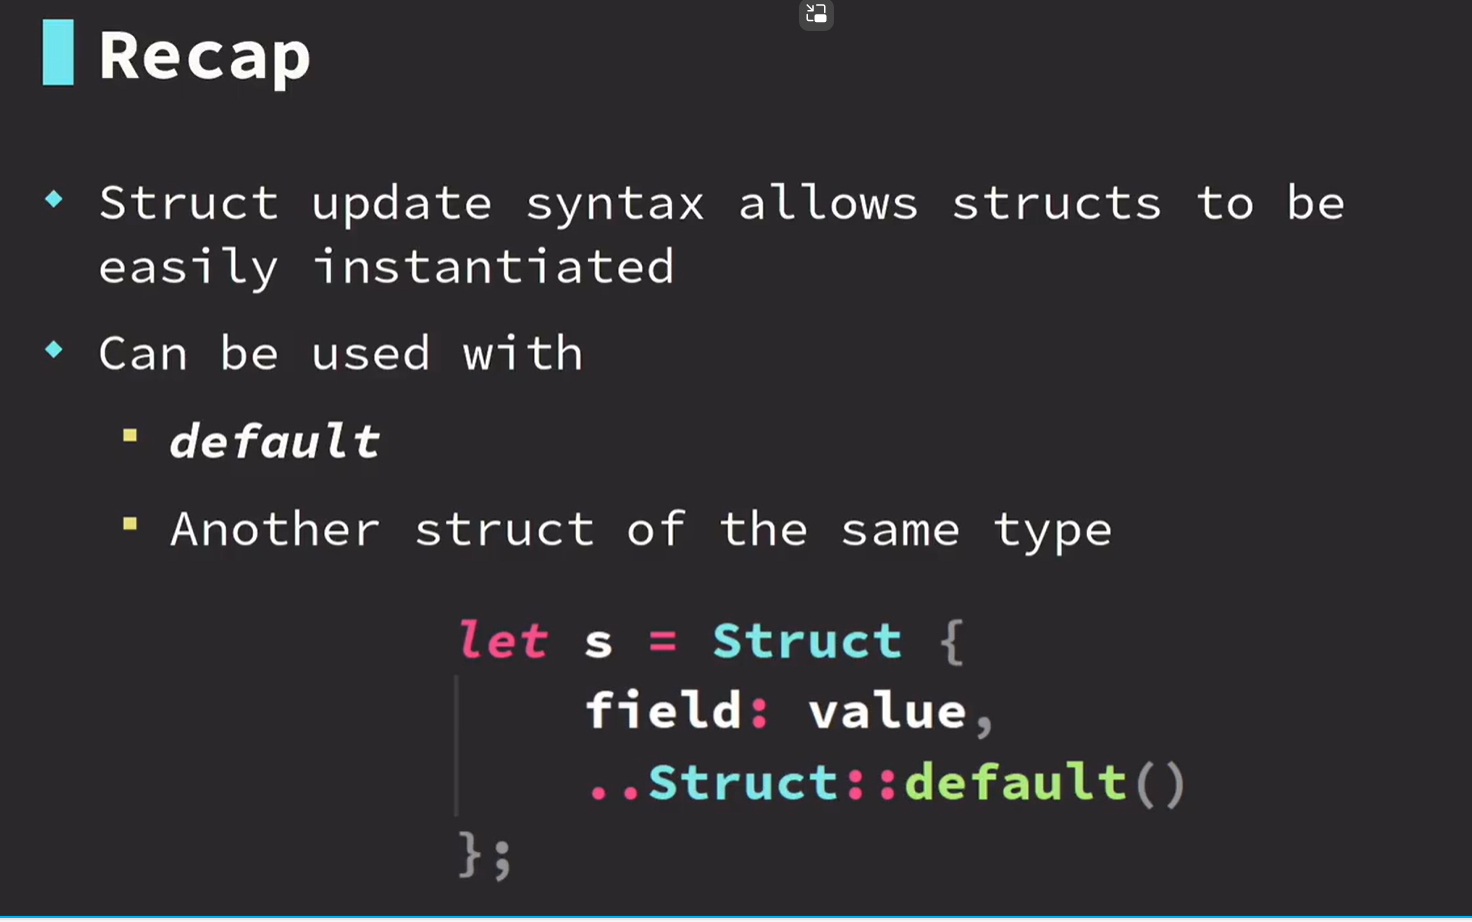 Recap
Struct update syntax allows structs to be
easily instantiated
Can be used with
default
Another struct of the same type
let s = Struct {
field: value,
..Struct::default()
};